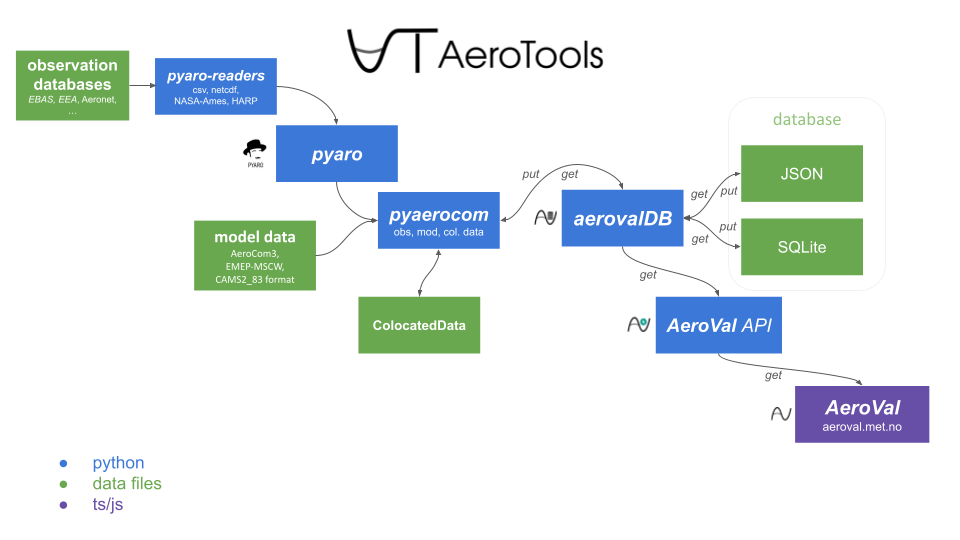 AeroTools
observation
databases
EBAS, EEA, Aeronet,
...
pyaro-readers
csv, netcdf,
NASA-Ames, HARP
PYARO
pyaro
model data
AeroCom3,
EMEP-MSCW,
CAMS2_83 format
pyaerocom
obs, mod, col. data
ColocatedData
put
get
aerovalDB
get
put
put
get
database
JSON
SQLite
get
AeroVal API
get
AeroVal
aeroval.met.no
python
data files
ts/js